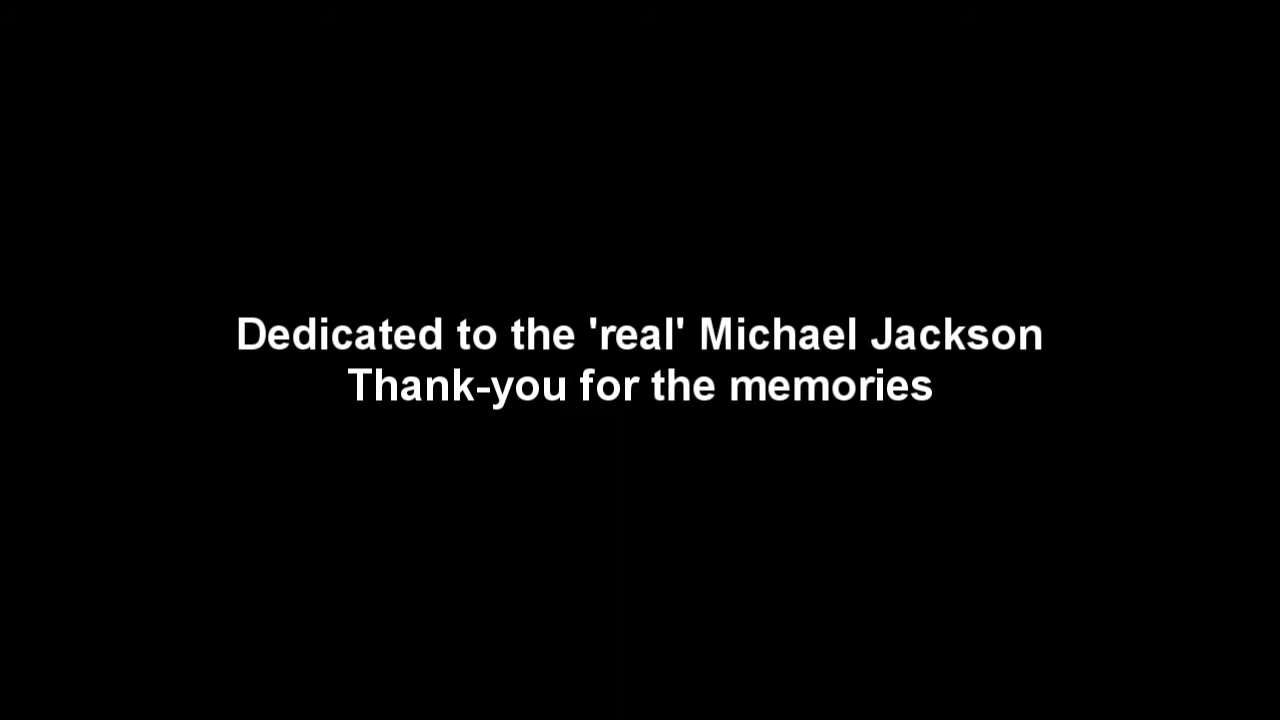 Dedicated to the 'real' Michael Jackson
Thank-you for the memories